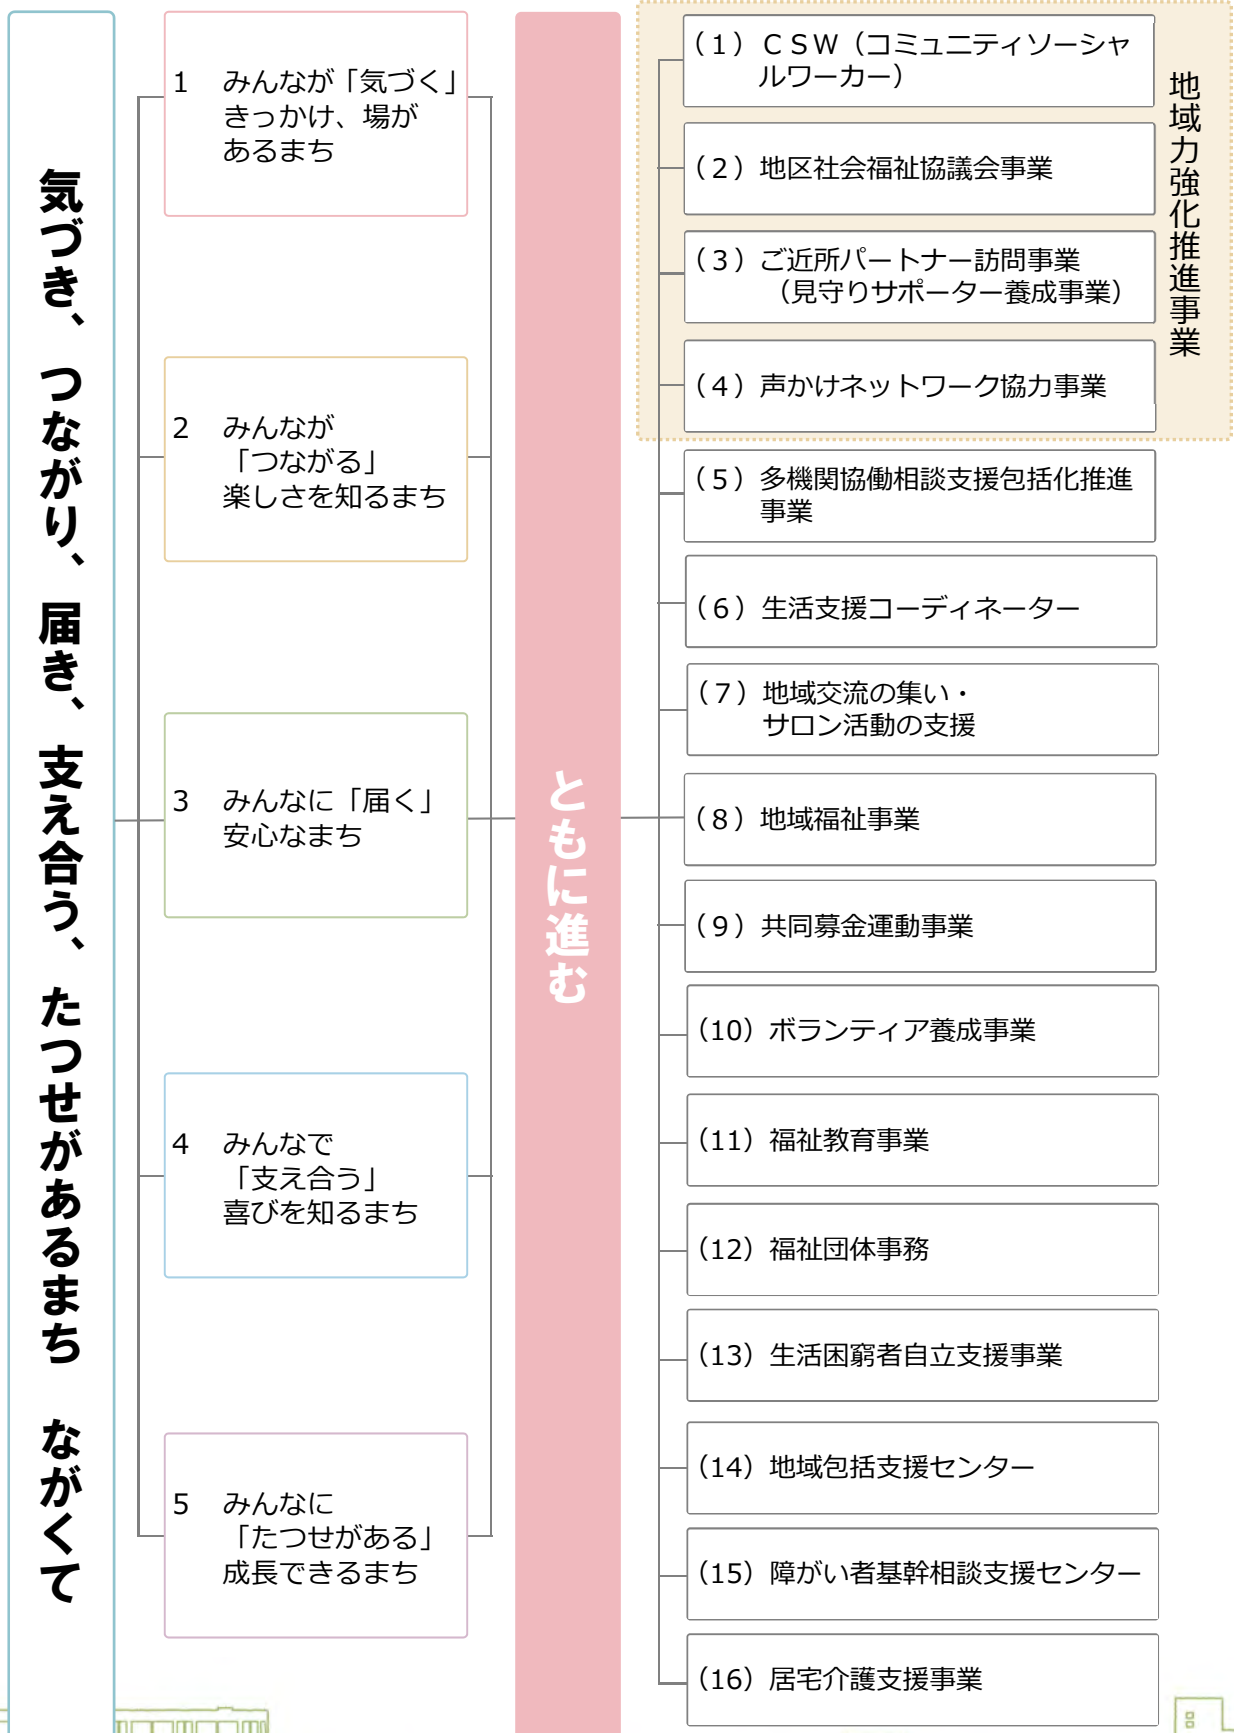 気づき、つながり、届き、支え合う、たつせがあるまち　ながくて
1　みんなが「気づく」
きっかけ、場が
あるまち
2　みんなが
「つながる」
楽しさを知るまち
3　みんなに「届く」
安心なまち
4　みんなで
「支え合う」
喜びを知るまち
5　みんなに
「たつせがある」
成長できるまち
ともに進む
（1）ＣＳＷ（コミュニティソーシャ
ルワーカー）
（2）地区社会福祉協議会事業
（3）ご近所パートナー訪問事業
（見守りサポーター養成事業）
（4）声かけネットワーク協力事業
地域力強化推進事業
（5）多機関協働相談支援包括化推進
事業
（6）生活支援コーディネーター
（7）地域交流の集い・
サロン活動の支援
（8）地域福祉事業
（9）共同募金運動事業
（10）ボランティア養成事業
（11）福祉教育事業
（12）福祉団体事務
（13）生活困窮者自立支援事業
（14）地域包括支援センター
（15）障がい者基幹相談支援センター
（16）居宅介護支援事業